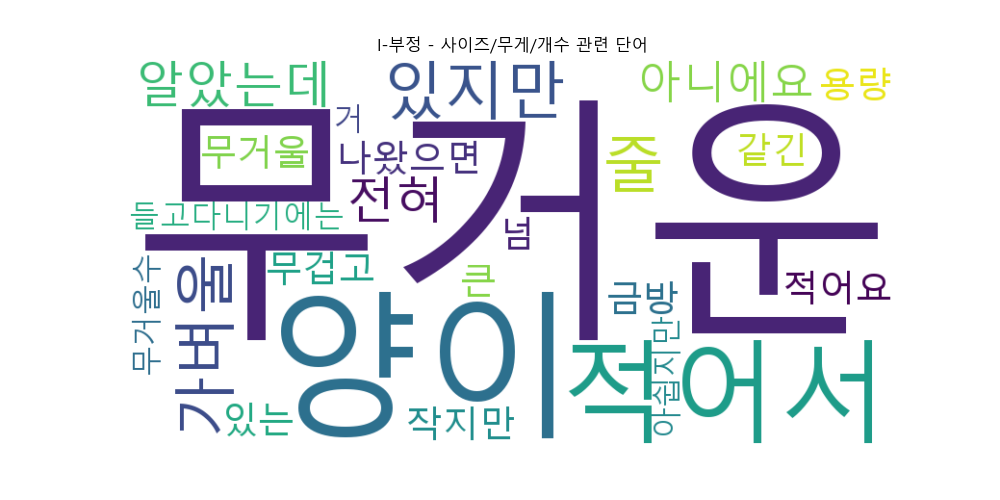 I-부정 - 사이즈/무게/개수 관련 단어
알았는데
있지만
아니에요
용량
무거운
거
무거울
나왔으면
줄
같긴
전혀
들고다니기에는
넘
무겁고
큰
금방
적어요
무거울수
가벼울
양이
적어서
아쉽지만
있는
작지만